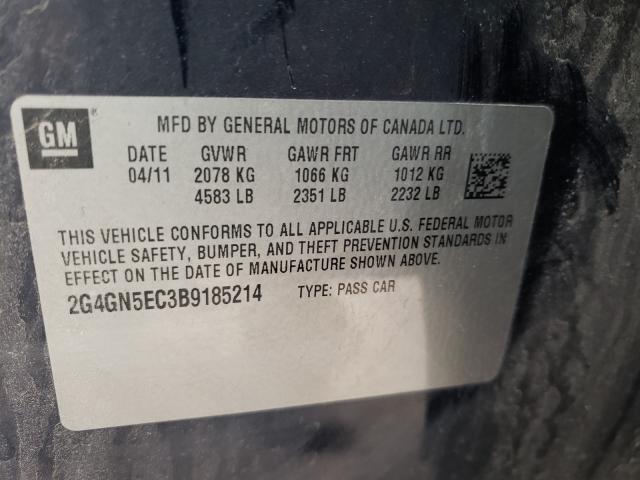 GM
MFD BY GENERAL MOTORS OF CANADA LTD.
DATE GVWR GAWR FRT GAWR RR
04/11 2078 KG 1066 KG 1012 KG
4583 LB 2351 LB 2232 LB
THIS VEHICLE CONFORMS TO ALL APPLICABLE U.S. FEDERAL MOTOR
VEHICLE SAFETY, BUMPER, AND THEFT PREVENTION STANDARDS IN
EFFECT ON THE DATE OF MANUFACTURE SHOWN ABOVE.
2G4GN5EC3B9185214 TYPE: PASS CAR